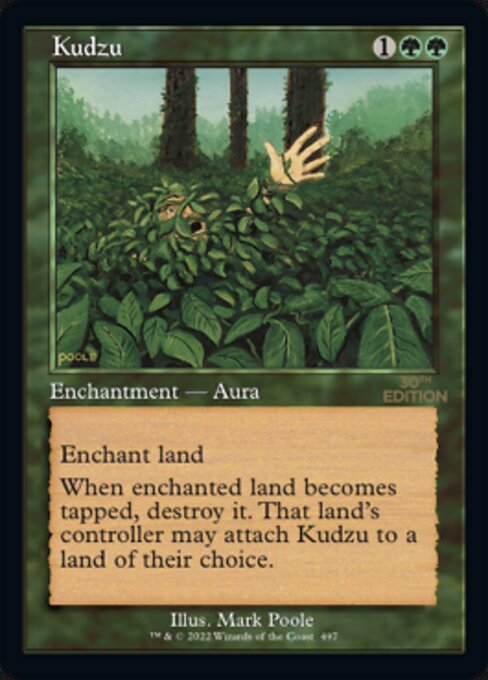 Kudzu 1
POOLE
Enchantment — Aura
30TH
EDITION
Enchant land
When enchanted land becomes
tapped, destroy it. That land's
controller may attach Kudzu to a
land of their choice.
Illus. Mark Poole
™ & © 2022 Wizards of the Coast 497